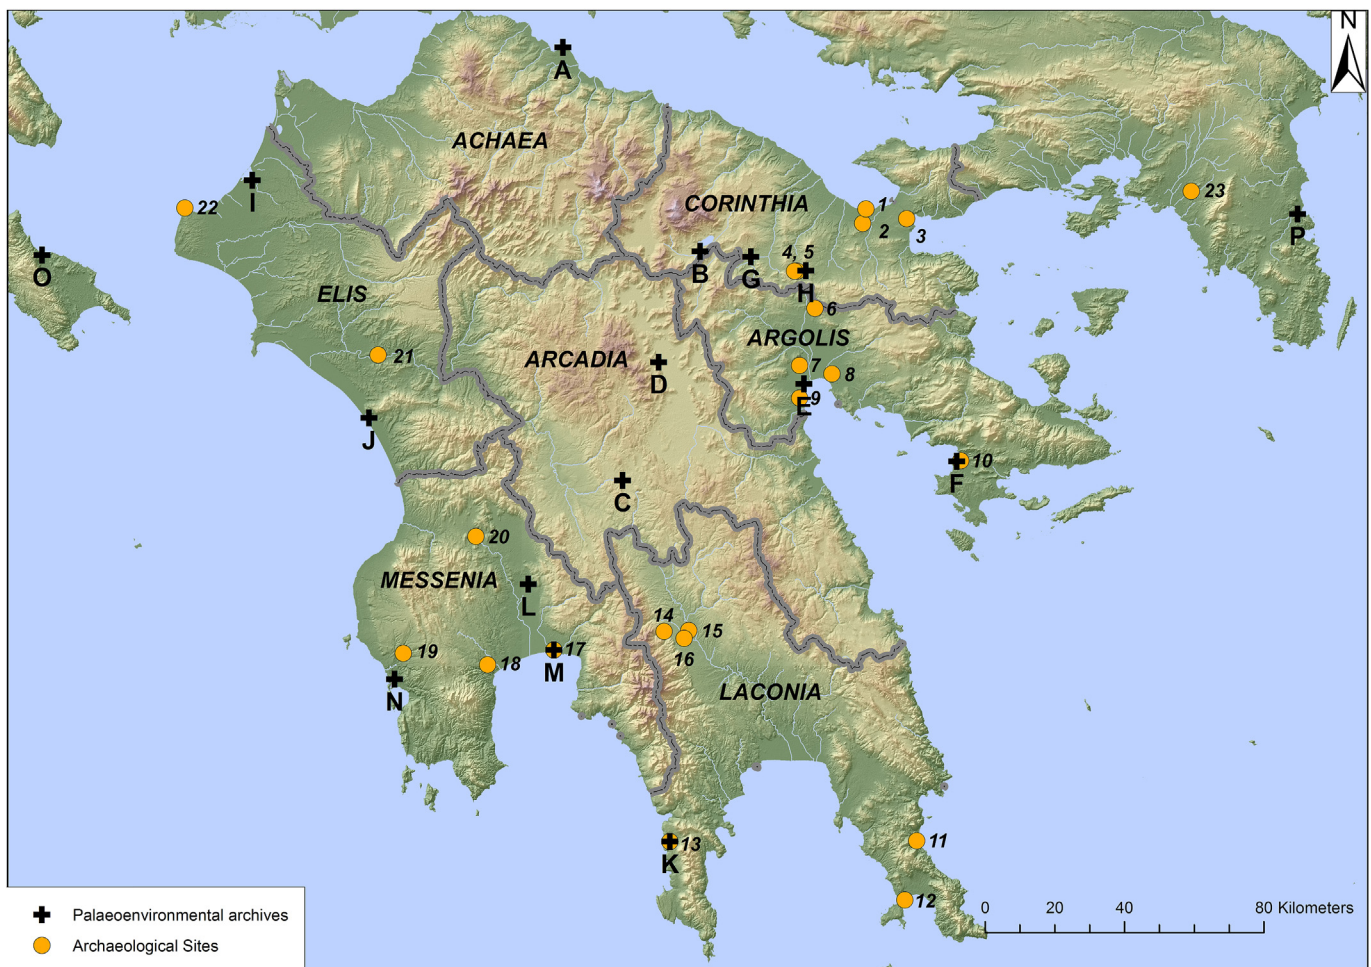 N
A
ACHAEA
I
22
CORINTHIA
1
2
3
23
P
O
B
G
4, 5
H
ELIS
6
ARGOLIS
21
ARCADIA
D
7
8
E
9
J
10
F
C
20
MESSENIA
L
14
15
16
19
18
17
M
N
LACONIA
13
K
11
12
0 20 40 80 Kilometers
Palaeoenvironmental archives
Archaeological Sites